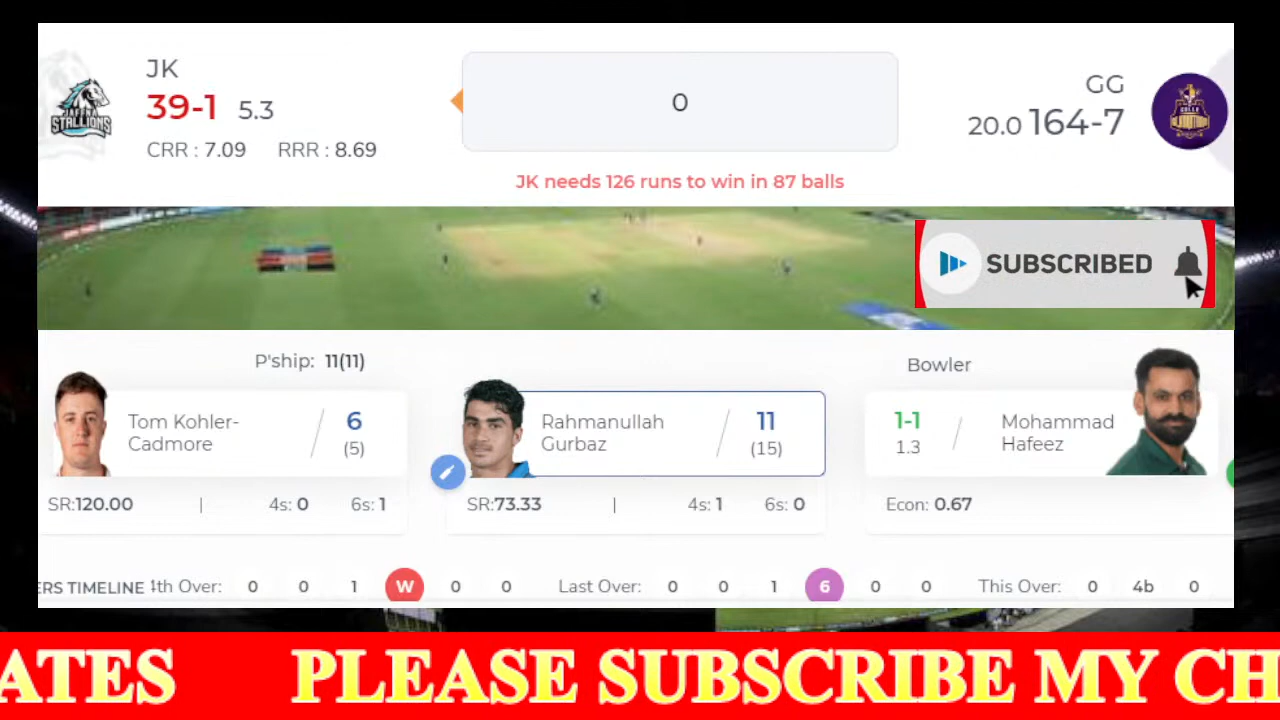 JK
39-1 5.3
CRR : 7.09 RRR : 8.69
JAFFNA
STALLIONS
0
JK needs 126 runs to win in 87 balls
GG
20.0 164-7
SUBSCRIBED
P'ship: 11(11)
Bowler
Tom Kohler-
Cadmore
6
(5)
SR:120.00 | 4s: 0 6s: 1
Rahmanullah
Gurbaz
11
(15)
SR:73.33 | 4s: 1 6s: 0
1-1
1.3
Mohammad
Hafeez
Econ: 0.67
ERS TIMELINE 4th Over: 0 0 1 W 0 0 Last Over: 0 0 1 6 0 0 This Over: 0 4b 0
ATES PLEASE SUBSCRIBE MY CH